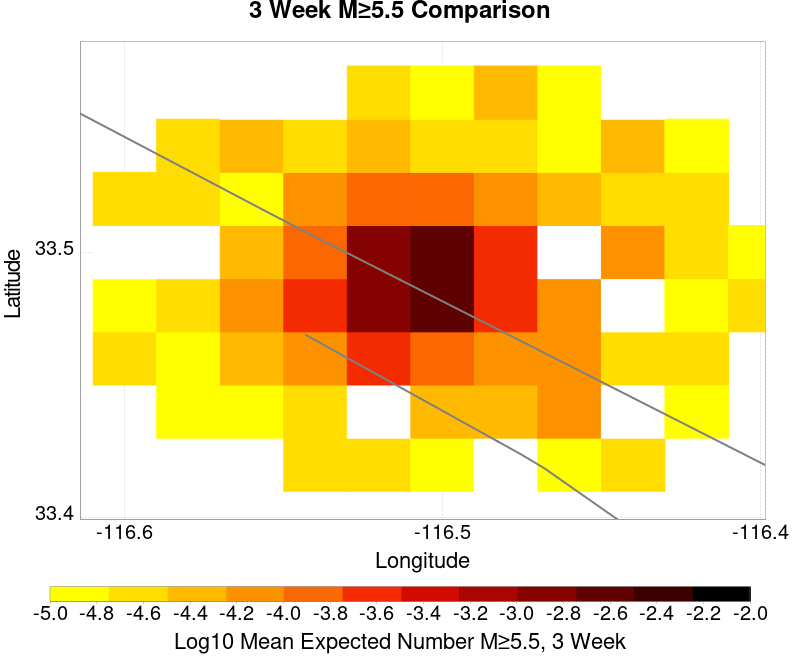 3 Week M≥5.5 Comparison
Latitude
33.5
33.4
-116.6 -116.5 -116.4
Longitude
-5.0 -4.8 -4.6 -4.4 -4.2 -4.0 -3.8 -3.6 -3.4 -3.2 -3.0 -2.8 -2.6 -2.4 -2.2 -2.0
Log10 Mean Expected Number M≥5.5, 3 Week